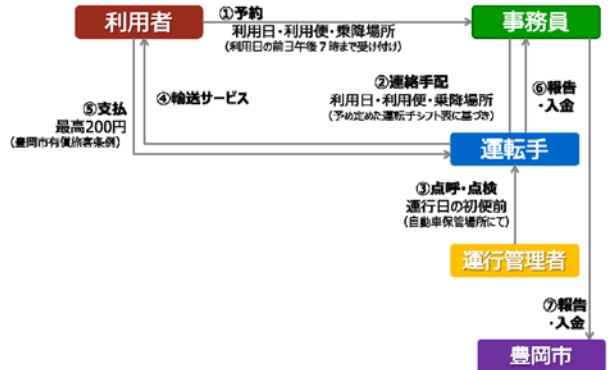 利用者
①予約
利用日・利用便・乗降場所
(利用日の前日午後7時まで受け付け)
事務員
②連絡手配
利用日・利用便・乗降場所
(予め定めた運転手シフト表に基づき)
⑥報告
・入金
④輸送サービス
⑤支払
最高200円
(豊岡市有償旅客条例)
運転手
③点呼・点検
運行日の初便前
(自動車保管場所にて)
運行管理者
⑦報告
・入金
豊岡市